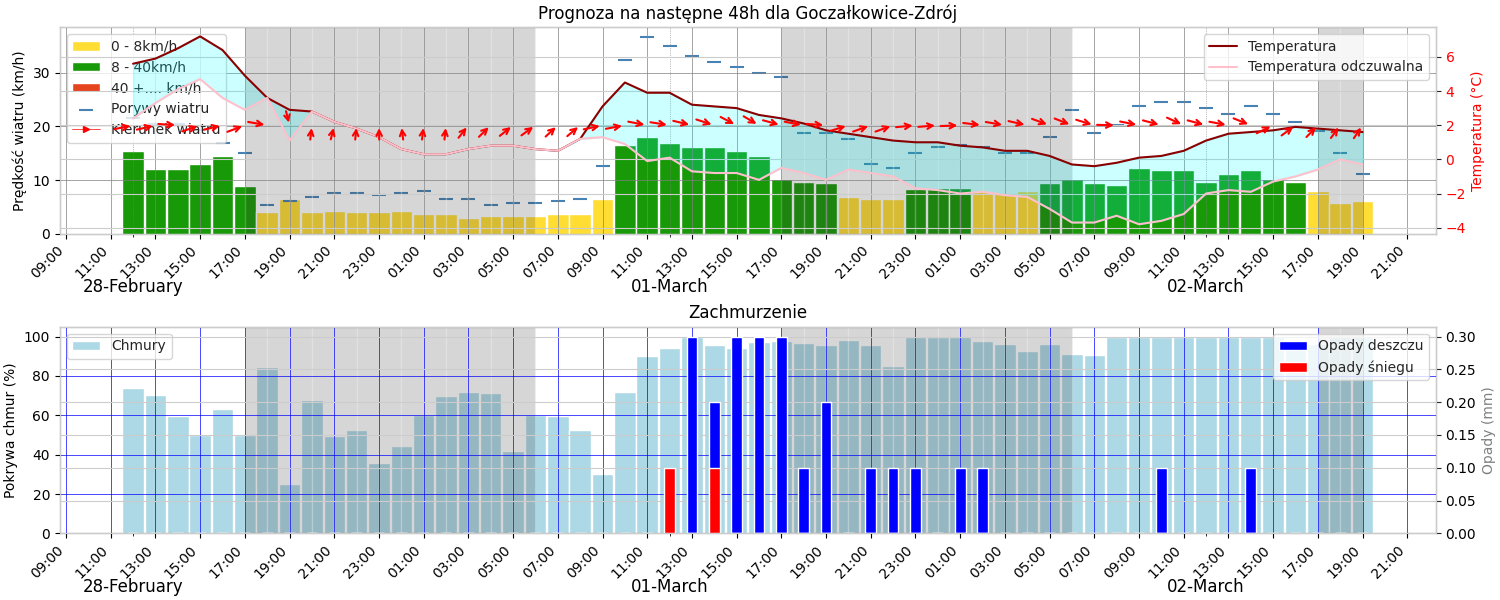 Prognoza na następne 48h dla Goczałkowice-Zdrój
Prędkość wiatru (km/h)
30
20
10
0
0 - 8km/h
8 - 40km/h
40 +.... km/h
Porywy wiatru
Kierunek wiatru
Temperatura
Temperatura odczuwalna
6
4
2
0
−2
−4
Temperatura (°C)
09:00 11:00 13:00 15:00 17:00 19:00 21:00 23:00 01:00 03:00 05:00 07:00 09:00 11:00 13:00 15:00 17:00 19:00 21:00 23:00 01:00 03:00 05:00 07:00 09:00 11:00 13:00 15:00 17:00 19:00 21:00
28-February 01-March 02-March
Zachmurzenie
Pokrywa chmur (%)
100
80
60
40
20
0
Chmury
Opady deszczu
Opady śniegu
0.30
0.25
0.20
0.15
0.10
0.05
0.00
Opady (mm)
09:00 11:00 13:00 15:00 17:00 19:00 21:00 23:00 01:00 03:00 05:00 07:00 09:00 11:00 13:00 15:00 17:00 19:00 21:00 23:00 01:00 03:00 05:00 07:00 09:00 11:00 13:00 15:00 17:00 19:00 21:00
28-February 01-March 02-March